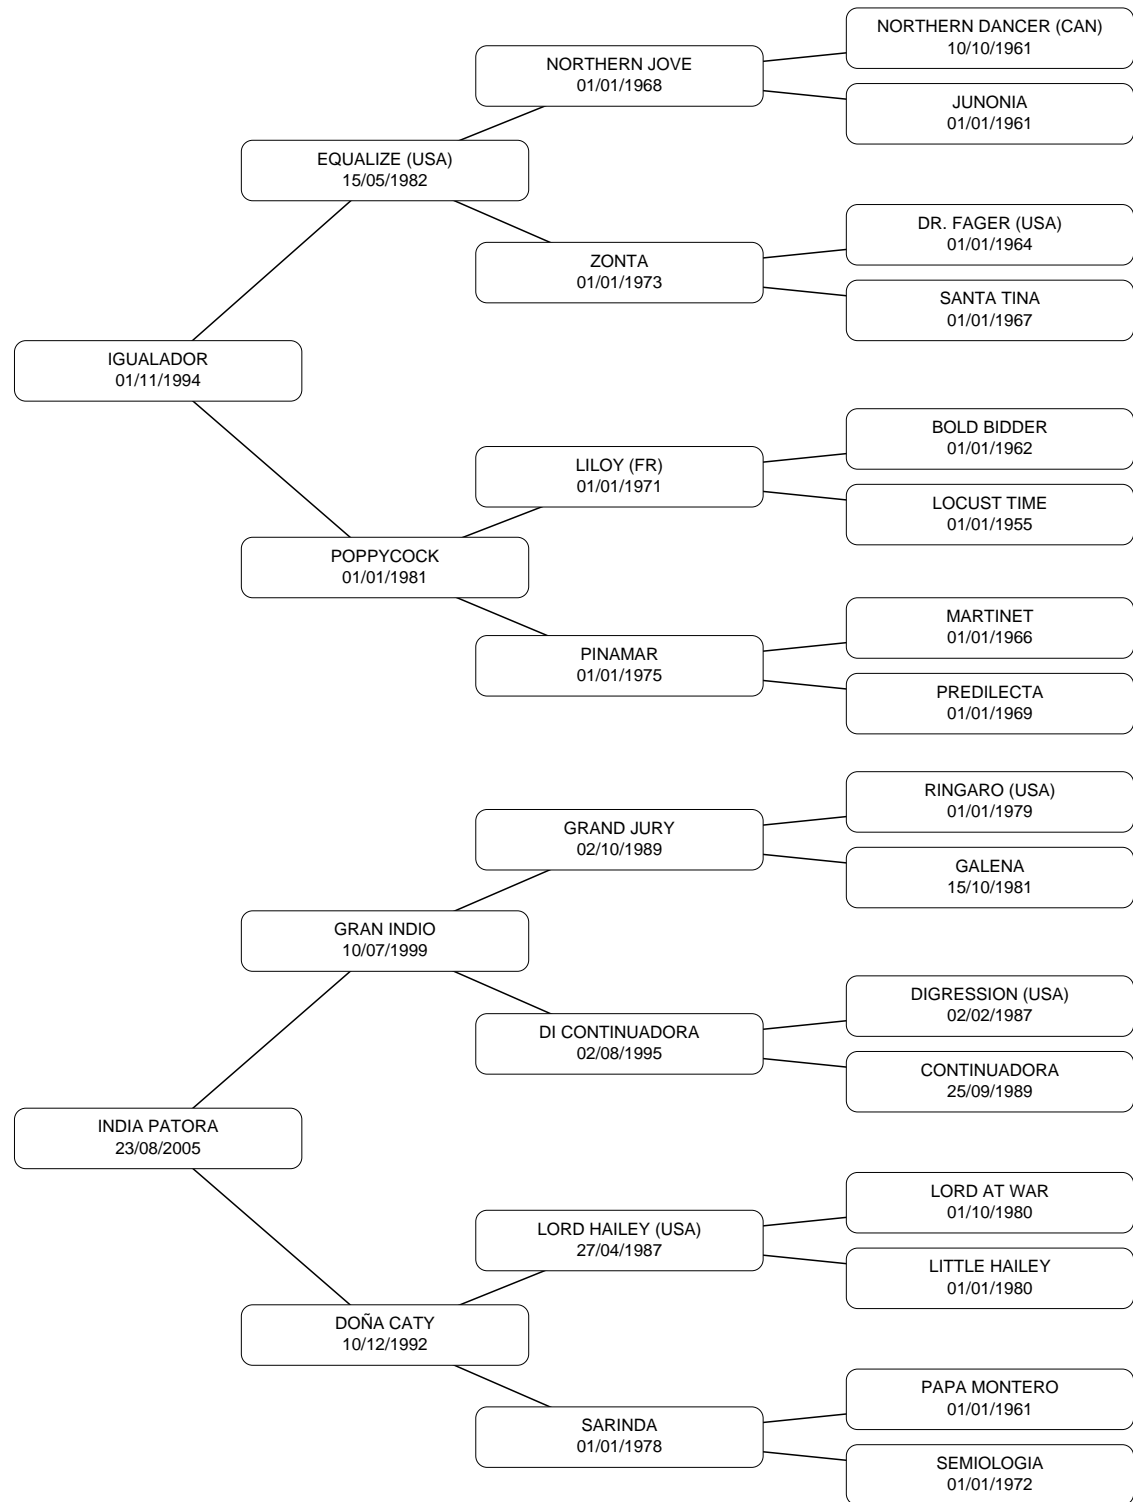 NORTHERN DANCER (CAN)
10/10/1961
NORTHERN JOVE
01/01/1968
JUNONIA
01/01/1961
EQUALIZE (USA)
15/05/1982
DR. FAGER (USA)
01/01/1964
ZONTA
01/01/1973
SANTA TINA
01/01/1967
IGUALADOR
01/11/1994
BOLD BIDDER
01/01/1962
LILOY (FR)
01/01/1971
LOCUST TIME
01/01/1955
POPPYCOCK
01/01/1981
MARTINET
01/01/1966
PINAMAR
01/01/1975
PREDILECTA
01/01/1969
RINGARO (USA)
01/01/1979
GRAND JURY
02/10/1989
GALENA
15/10/1981
GRAN INDIO
10/07/1999
DIGRESSION (USA)
02/02/1987
DI CONTINUADORA
02/08/1995
CONTINUADORA
25/09/1989
INDIA PATORA
23/08/2005
LORD AT WAR
01/10/1980
LORD HAILEY (USA)
27/04/1987
LITTLE HAILEY
01/01/1980
DOÑA CATY
10/12/1992
PAPA MONTERO
01/01/1961
SARINDA
01/01/1978
SEMIOLOGIA
01/01/1972